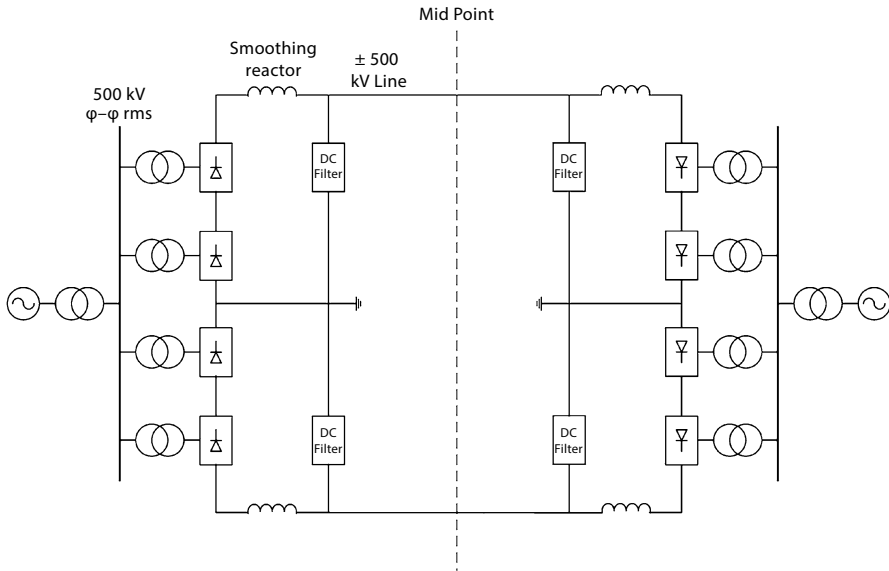 Mid Point
Smoothing
reactor
± 500
kV Line
500 kV
φ–φ rms
DC
Filter
DC
Filter
DC
Filter
DC
Filter